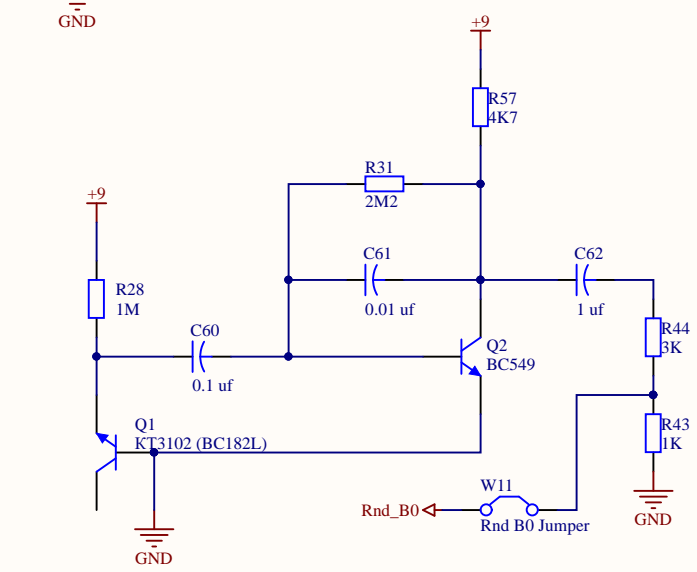 GND
+9
R57
4K7
R31
2M2
+9
C61
C62
R28
1M
0.01 uf
1 uf
C60
R44
3K
Q2
BC549
0.1 uf
Q1
KT3102 (BC182L)
R43
1K
W11
Rnd_B0
Rnd B0 Jumper
GND
GND